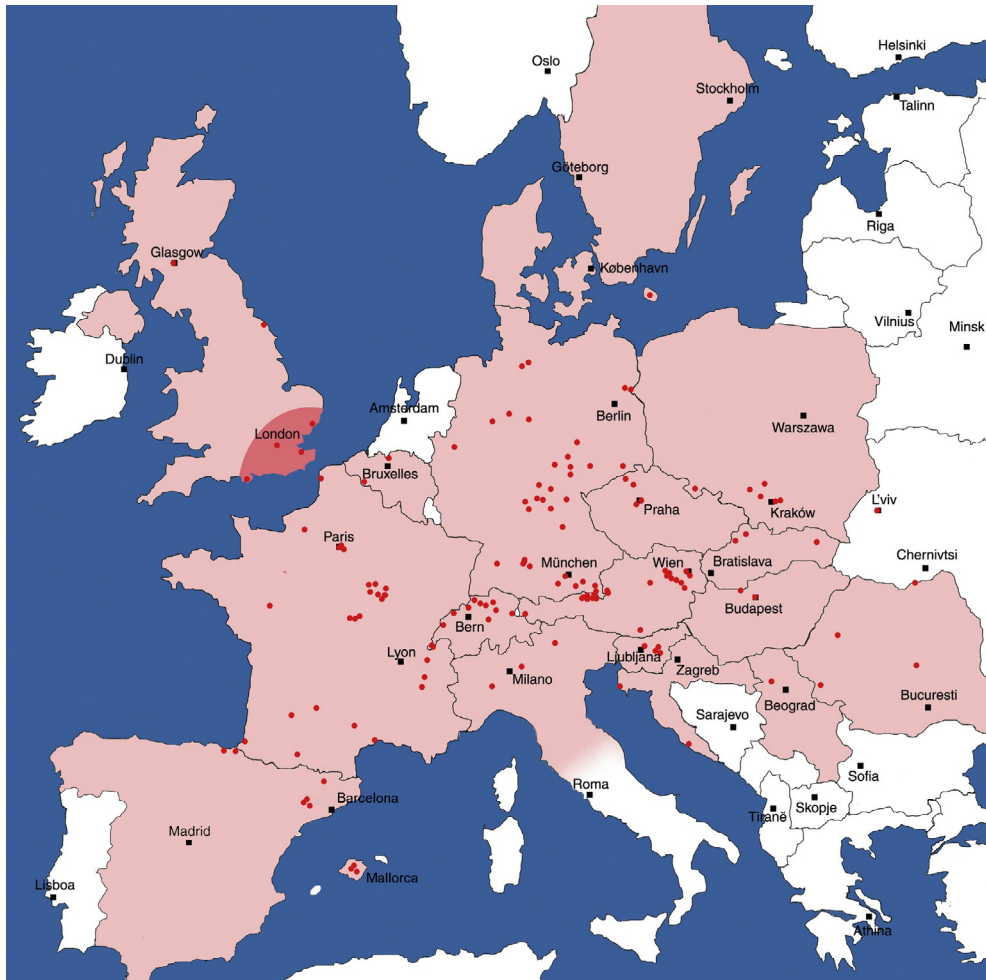 Helsinki
Oslo
Stockholm
Talinn
Göteborg
Riga
Glasgow
København
Vilnius
Minsk
Dublin
Amsterdam
Berlin
Warszawa
London
Bruxelles
L'viv
Praha
Kraków
Paris
Chernivtsi
München
Wien
Bratislava
Budapest
Bern
Lyon
Ljubljana
Zagreb
Milano
Beograd
Bucuresti
Sarajevo
Sofia
Roma
Skopje
Barcelona
Tiranë
Madrid
Mallorca
Lisboa
Athina